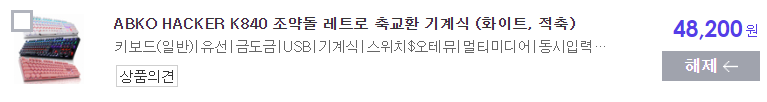 ABKO HACKER K840 조약돌 레트로 축교환 기계식 (화이트, 적축)
48,200원
키보드(일반)|유선|금도금|USB|기계식|스위치$오테뮤|멀티미디어|동시입력…
해제 ←
상품의견